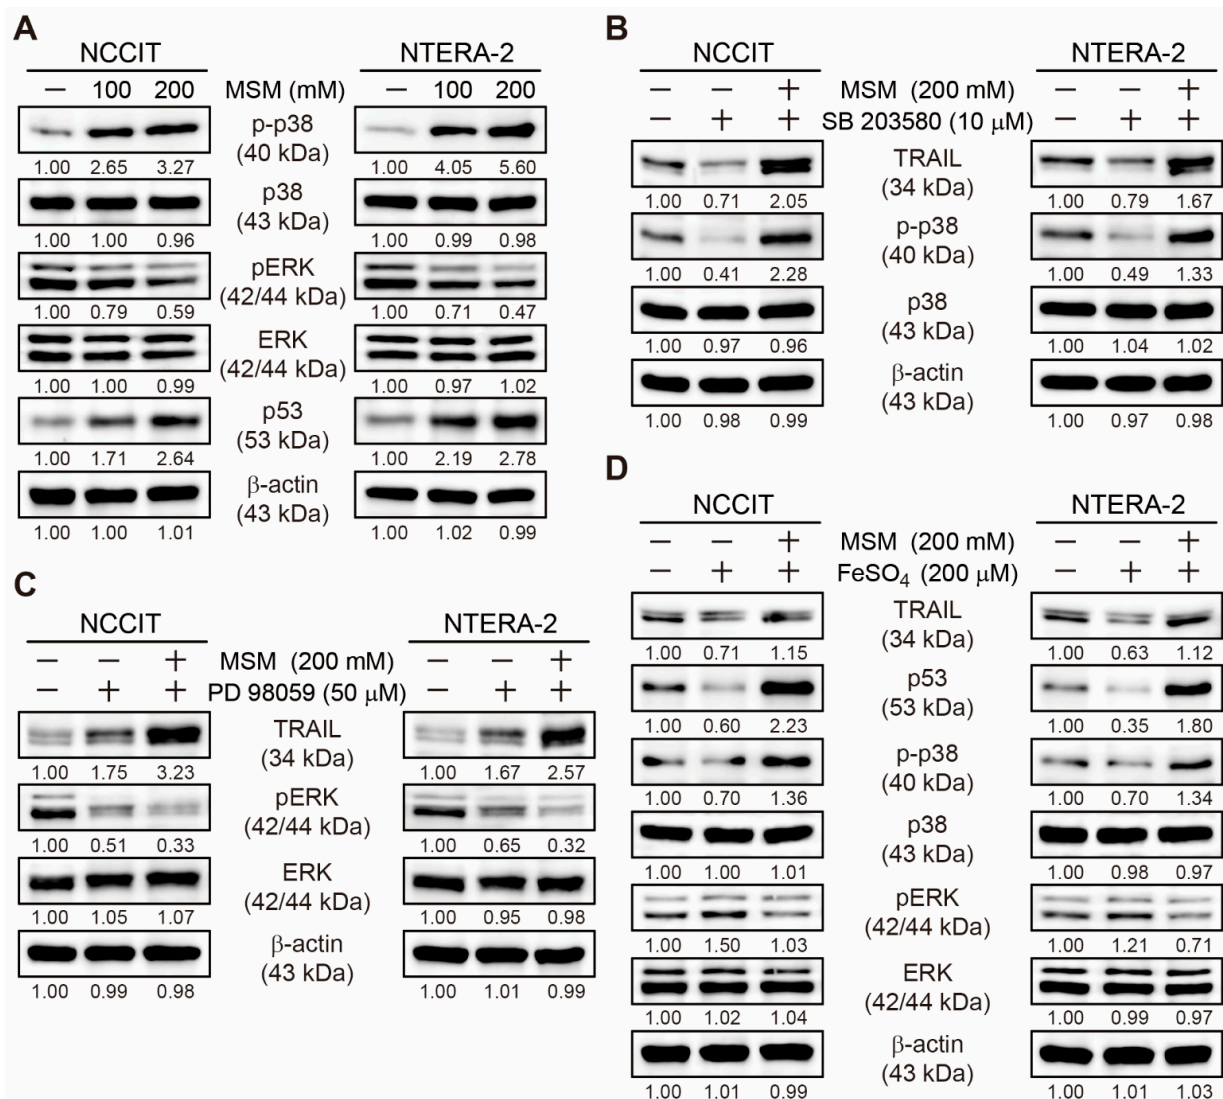 A
NCCIT NTERA-2
— 100 200 MSM (mM) — 100 200
p-p38
(40 kDa)
1.00 2.65 3.27 1.00 4.05 5.60
p38
(43 kDa)
1.00 1.00 0.96 1.00 0.99 0.98
pERK
(42/44 kDa)
1.00 0.79 0.59 1.00 0.71 0.47
ERK
(42/44 kDa)
1.00 1.00 0.99 1.00 0.97 1.02
p53
(53 kDa)
1.00 1.71 2.64 1.00 2.19 2.78
β-actin
(43 kDa)
1.00 1.00 1.01 1.00 1.02 0.99
B
NCCIT NTERA-2
— — + MSM (200 mM) — — +
— + + SB 203580 (10 μM) — + +
TRAIL
(34 kDa)
1.00 0.71 2.05 1.00 0.79 1.67
p-p38
(40 kDa)
1.00 0.41 2.28 1.00 0.49 1.33
p38
(43 kDa)
1.00 0.97 0.96 1.00 1.04 1.02
β-actin
(43 kDa)
1.00 0.98 0.99 1.00 0.97 0.98
C
NCCIT NTERA-2
— — + MSM (200 mM) — — +
— + + PD 98059 (50 μM) — + +
TRAIL
(34 kDa)
1.00 1.75 3.23 1.00 1.67 2.57
pERK
(42/44 kDa)
1.00 0.51 0.33 1.00 0.65 0.32
ERK
(42/44 kDa)
1.00 1.05 1.07 1.00 0.95 0.98
β-actin
(43 kDa)
1.00 0.99 0.98 1.00 1.01 0.99
D
NCCIT NTERA-2
— — + MSM (200 mM) — — +
— + + FeSO₄ (200 μM) — + +
TRAIL
(34 kDa)
1.00 0.71 1.15 1.00 0.63 1.12
p53
(53 kDa)
1.00 0.60 2.23 1.00 0.35 1.80
p-p38
(40 kDa)
1.00 0.70 1.36 1.00 0.70 1.34
p38
(43 kDa)
1.00 1.00 1.01 1.00 0.98 0.97
pERK
(42/44 kDa)
1.00 1.50 1.03 1.00 1.21 0.71
ERK
(42/44 kDa)
1.00 1.02 1.04 1.00 0.99 0.97
β-actin
(43 kDa)
1.00 1.01 0.99 1.00 1.01 1.03